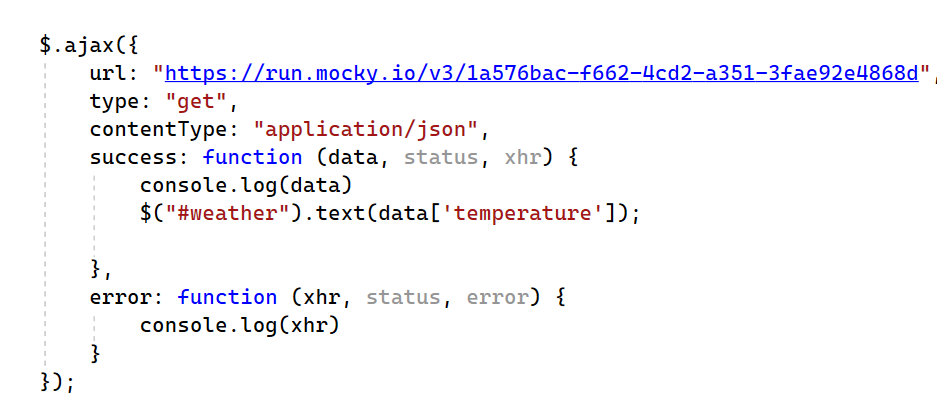 $.ajax({
url: "https://run.mocky.io/v3/1a576bac-f662-4cd2-a351-3fae92e4868d",
type: "get",
contentType: "application/json",
success: function (data, status, xhr) {
console.log(data)
$("#weather").text(data['temperature']);
},
error: function (xhr, status, error) {
console.log(xhr)
}
});